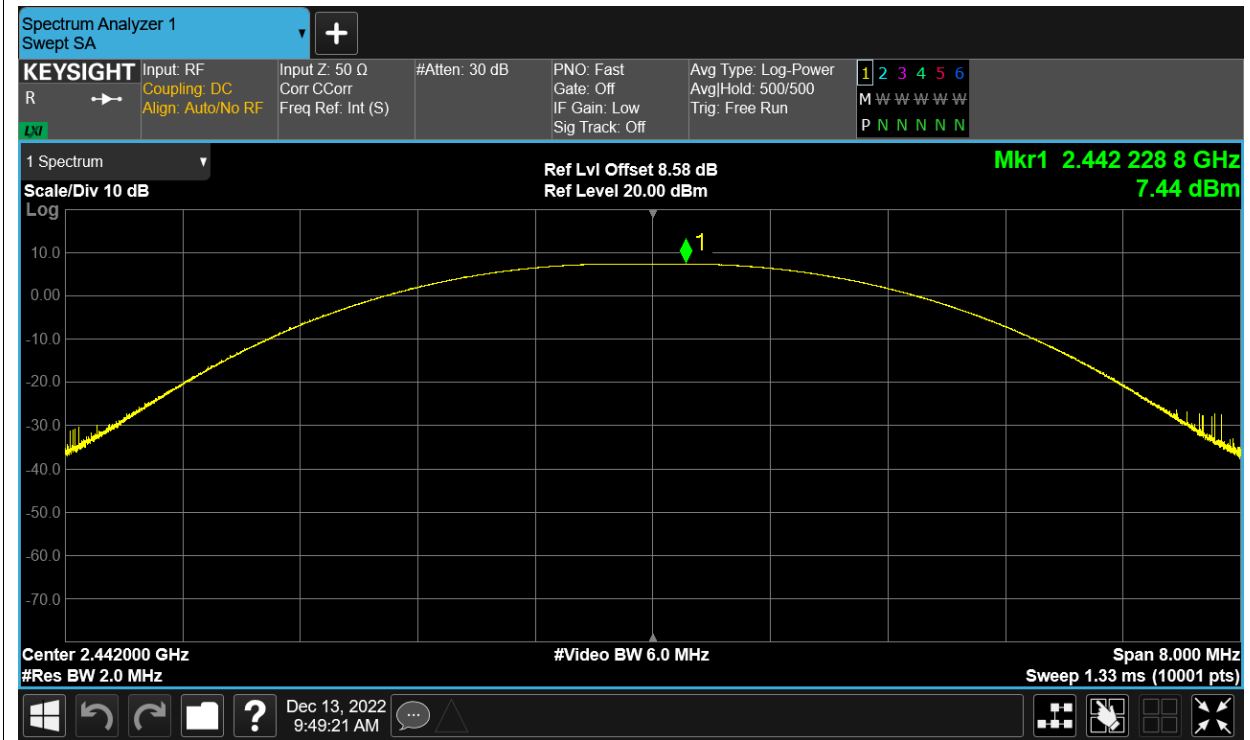 Spectrum Analyzer 1
Swept SA
+
KEYSIGHT
R
LXI
Input: RF
Coupling: DC
Align: Auto/No RF
Input Z: 50 Ω
Corr CCorr
Freq Ref: Int (S)
#Atten: 30 dB
PNO: Fast
Gate: Off
IF Gain: Low
Sig Track: Off
Avg Type: Log-Power
Avg|Hold: 500/500
Trig: Free Run
1 2 3 4 5 6
M W W W W W
P N N N N N
1 Spectrum
Scale/Div 10 dB
Ref Lvl Offset 8.58 dB
Ref Level 20.00 dBm
Mkr1 2.442 228 8 GHz
7.44 dBm
Log
1
10.0
0.00
-10.0
-20.0
-30.0
-40.0
-50.0
-60.0
-70.0
Center 2.442000 GHz
#Video BW 6.0 MHz
Span 8.000 MHz
#Res BW 2.0 MHz
Sweep 1.33 ms (10001 pts)
?
Dec 13, 2022
9:49:21 AM